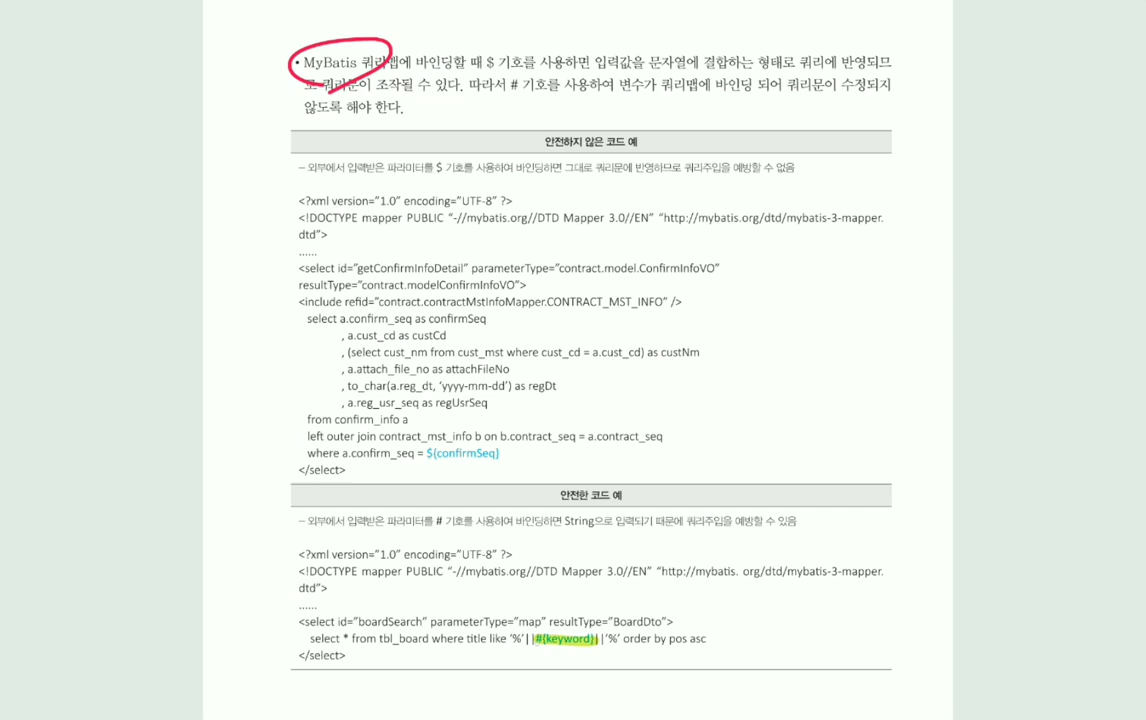 • MyBatis 쿼리맵에 바인딩할 때 $ 기호를 사용하면 입력값을 문자열에 결합하는 형태로 쿼리에 반영되므
로 쿼리문이 조작될 수 있다. 따라서 # 기호를 사용하여 변수가 쿼리맵에 바인딩 되어 쿼리문이 수정되지
않도록 해야 한다.
안전하지 않은 코드 예
– 외부에서 입력받은 파라미터를 $ 기호를 사용하여 바인딩하면 그대로 쿼리문에 반영하므로 쿼리주입을 예방할 수 없음
<?xml version=”1.0” encoding=”UTF-8” ?>
<!DOCTYPE mapper PUBLIC “-//mybatis.org//DTD Mapper 3.0//EN” “http://mybatis.org/dtd/mybatis-3-mapper.
dtd”>
......
<select id=”getConfirmInfoDetail” parameterType=”contract.model.ConfirmInfoVO”
resultType=”contract.modelConfirmInfoVO”>
<include refid=”contract.contractMstInfoMapper.CONTRACT_MST_INFO” />
select a.confirm_seq as confirmSeq
, a.cust_cd as custCd
, (select cust_nm from cust_mst where cust_cd = a.cust_cd) as custNm
, a.attach_file_no as attachFileNo
, to_char(a.reg_dt, ‘yyyy-mm-dd’) as regDt
, a.reg_usr_seq as regUsrSeq
from confirm_info a
left outer join contract_mst_info b on b.contract_seq = a.contract_seq
where a.confirm_seq = ${confirmSeq}
</select>
안전한 코드 예
– 외부에서 입력받은 파라미터를 # 기호를 사용하여 바인딩하면 String으로 입력되기 때문에 쿼리주입을 예방할 수 있음
<?xml version=”1.0” encoding=”UTF-8” ?>
<!DOCTYPE mapper PUBLIC “-//mybatis.org//DTD Mapper 3.0//EN” “http://mybatis. org/dtd/mybatis-3-mapper.
dtd”>
......
<select id=”boardSearch” parameterType=”map” resultType=”BoardDto”>
select * from tbl_board where title like ‘%’||#{keyword}||’%’ order by pos asc
</select>